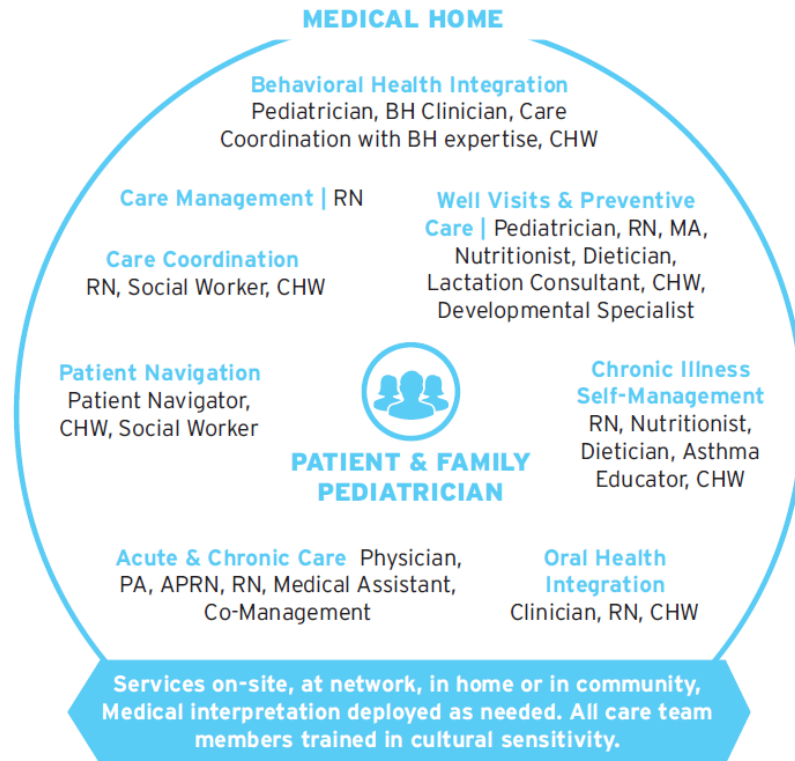 MEDICAL HOME
Behavioral Health Integration
Pediatrician, BH Clinician, Care
Coordination with BH expertise, CHW
Care Management | RN
Care Coordination
RN, Social Worker, CHW
Well Visits & Preventive
Care | Pediatrician, RN, MA,
Nutritionist, Dietician,
Lactation Consultant, CHW,
Developmental Specialist
Patient Navigation
Patient Navigator,
CHW, Social Worker
PATIENT & FAMILY
PEDIATRICIAN
Chronic Illness
Self-Management
RN, Nutritionist,
Dietician, Asthma
Educator, CHW
Acute & Chronic Care Physician,
PA, APRN, RN, Medical Assistant,
Co-Management
Oral Health
Integration
Clinician, RN, CHW
Services on-site, at network, in home or in community,
Medical interpretation deployed as needed. All care team
members trained in cultural sensitivity.